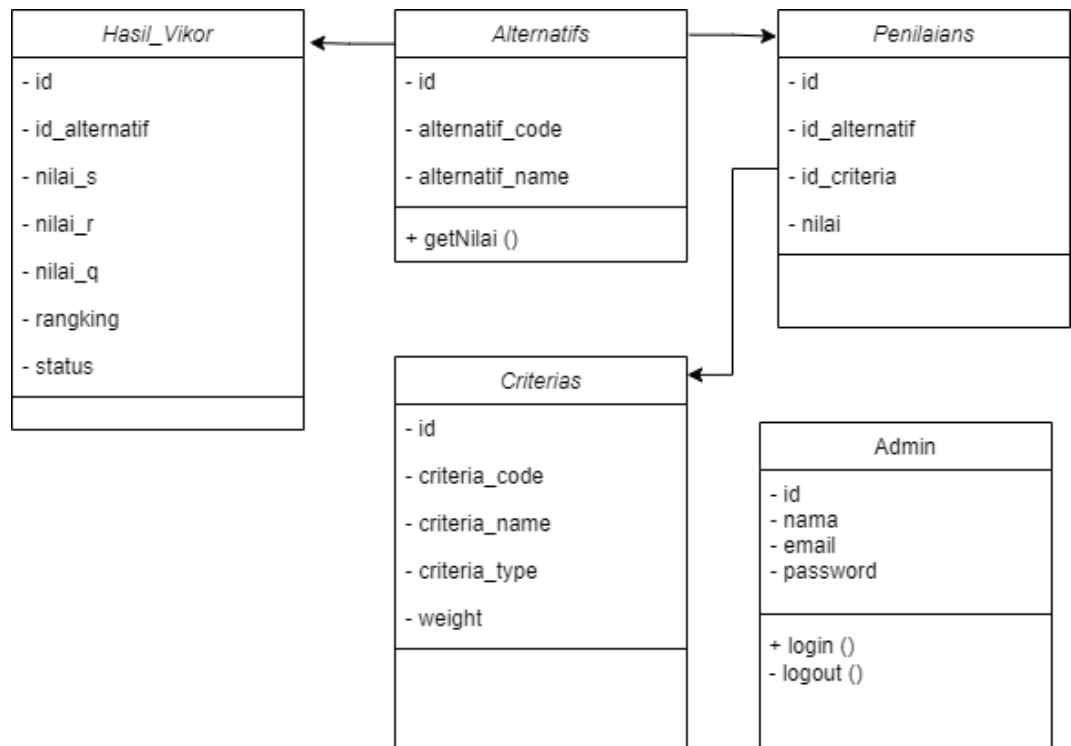 Hasil_Vikor
- id
- id_alternatif
- nilai_s
- nilai_r
- nilai_q
- rangking
- status
Alternatifs
- id
- alternatif_code
- alternatif_name
+ getNilai ()
Penilaians
- id
- id_alternatif
- id_criteria
- nilai
Criterias
- id
- criteria_code
- criteria_name
- criteria_type
- weight
Admin
- id
- nama
- email
- password
+ login ()
- logout ()